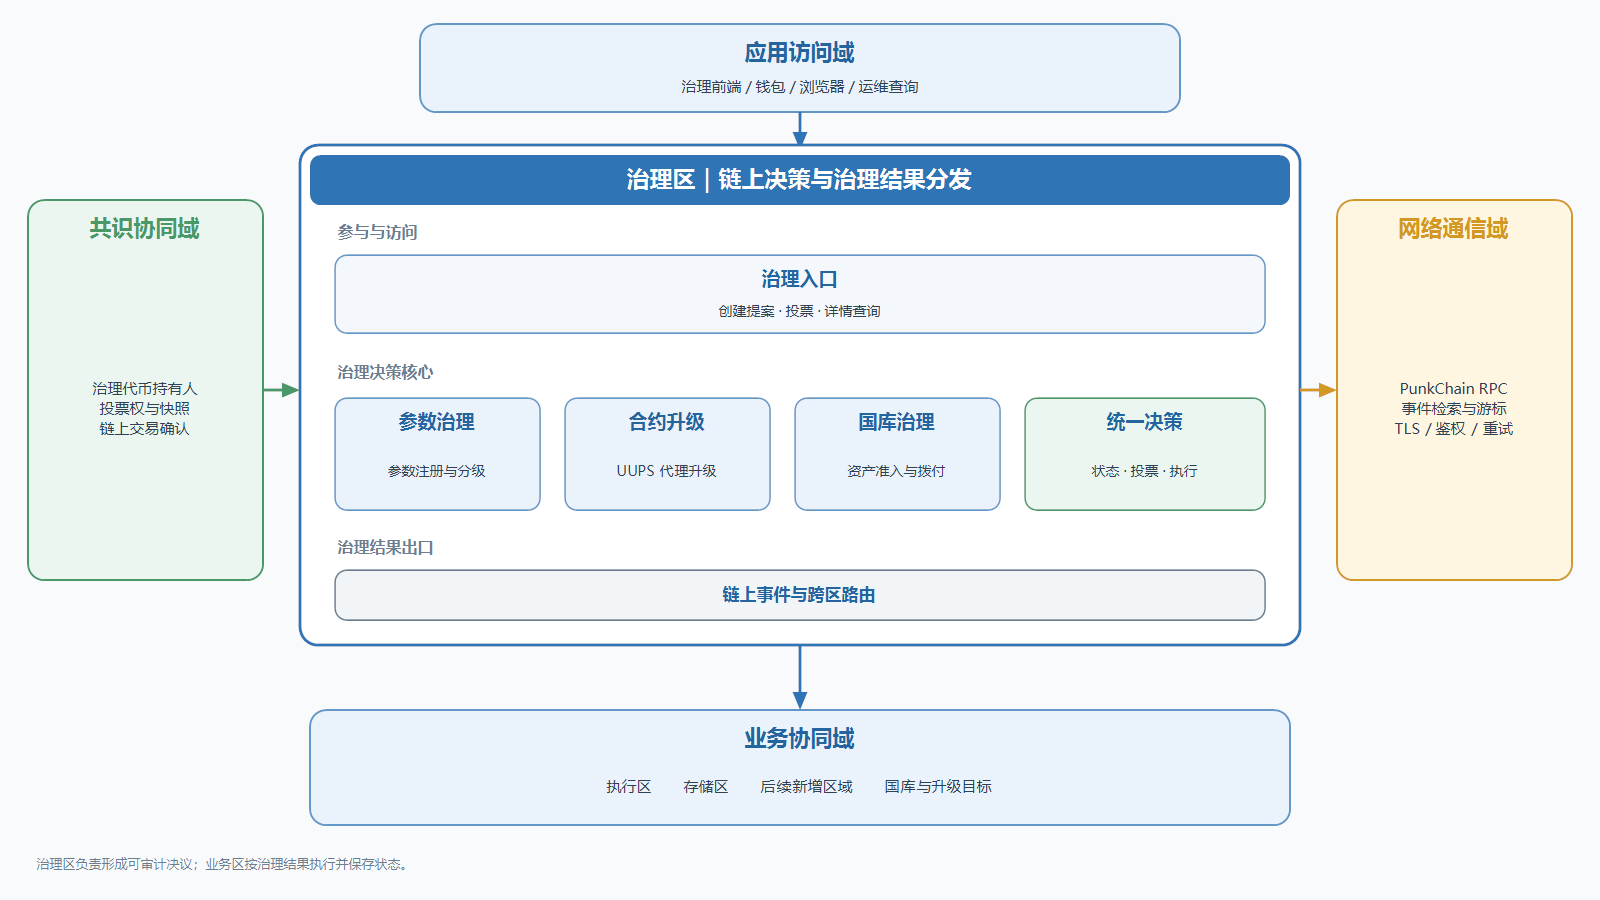 应用访问域
治理前端 / 钱包 / 浏览器 / 运维查询
治理区｜链上决策与治理结果分发
共识协同域
治理代币持有人
投票权与快照
链上交易确认
参与与访问
治理入口
创建提案 · 投票 · 详情查询
治理决策核心
参数治理
参数注册与分级
合约升级
UUPS 代理升级
国库治理
资产准入与拨付
统一决策
状态 · 投票 · 执行
治理结果出口
链上事件与跨区路由
网络通信域
PunkChain RPC
事件检索与游标
TLS / 鉴权 / 重试
业务协同域
执行区 存储区 后续新增区域 国库与升级目标
治理区负责形成可审计决议；业务区按治理结果执行并保存状态。